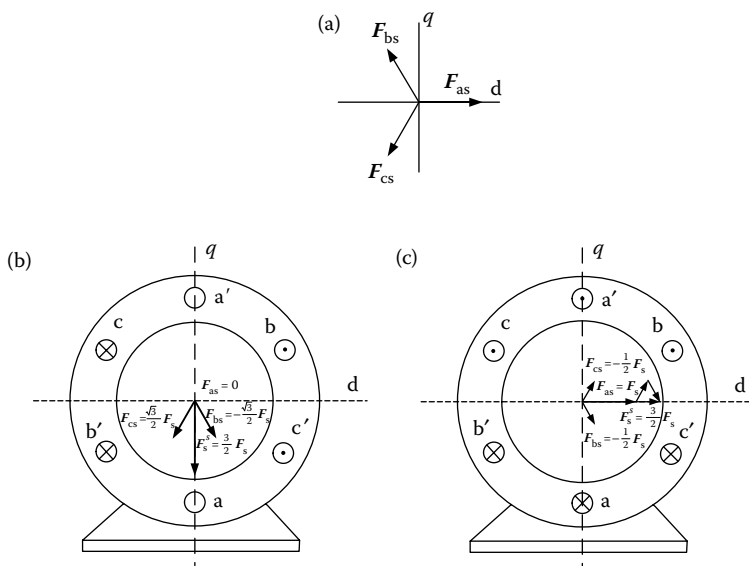 (a)
q
F_bs
F_as
d
F_cs
(b)
q
a′
c
b
F_as = 0
d
F_cs = √3/2 F_s
F_bs = −√3/2 F_s
b′
F_s^s = 3/2 F_s
c′
a
(c)
q
a′
c
b
F_cs = −1/2 F_s
F_as = F_s
d
F_s^s = 3/2 F_s
b′
F_bs = −1/2 F_s
c′
a